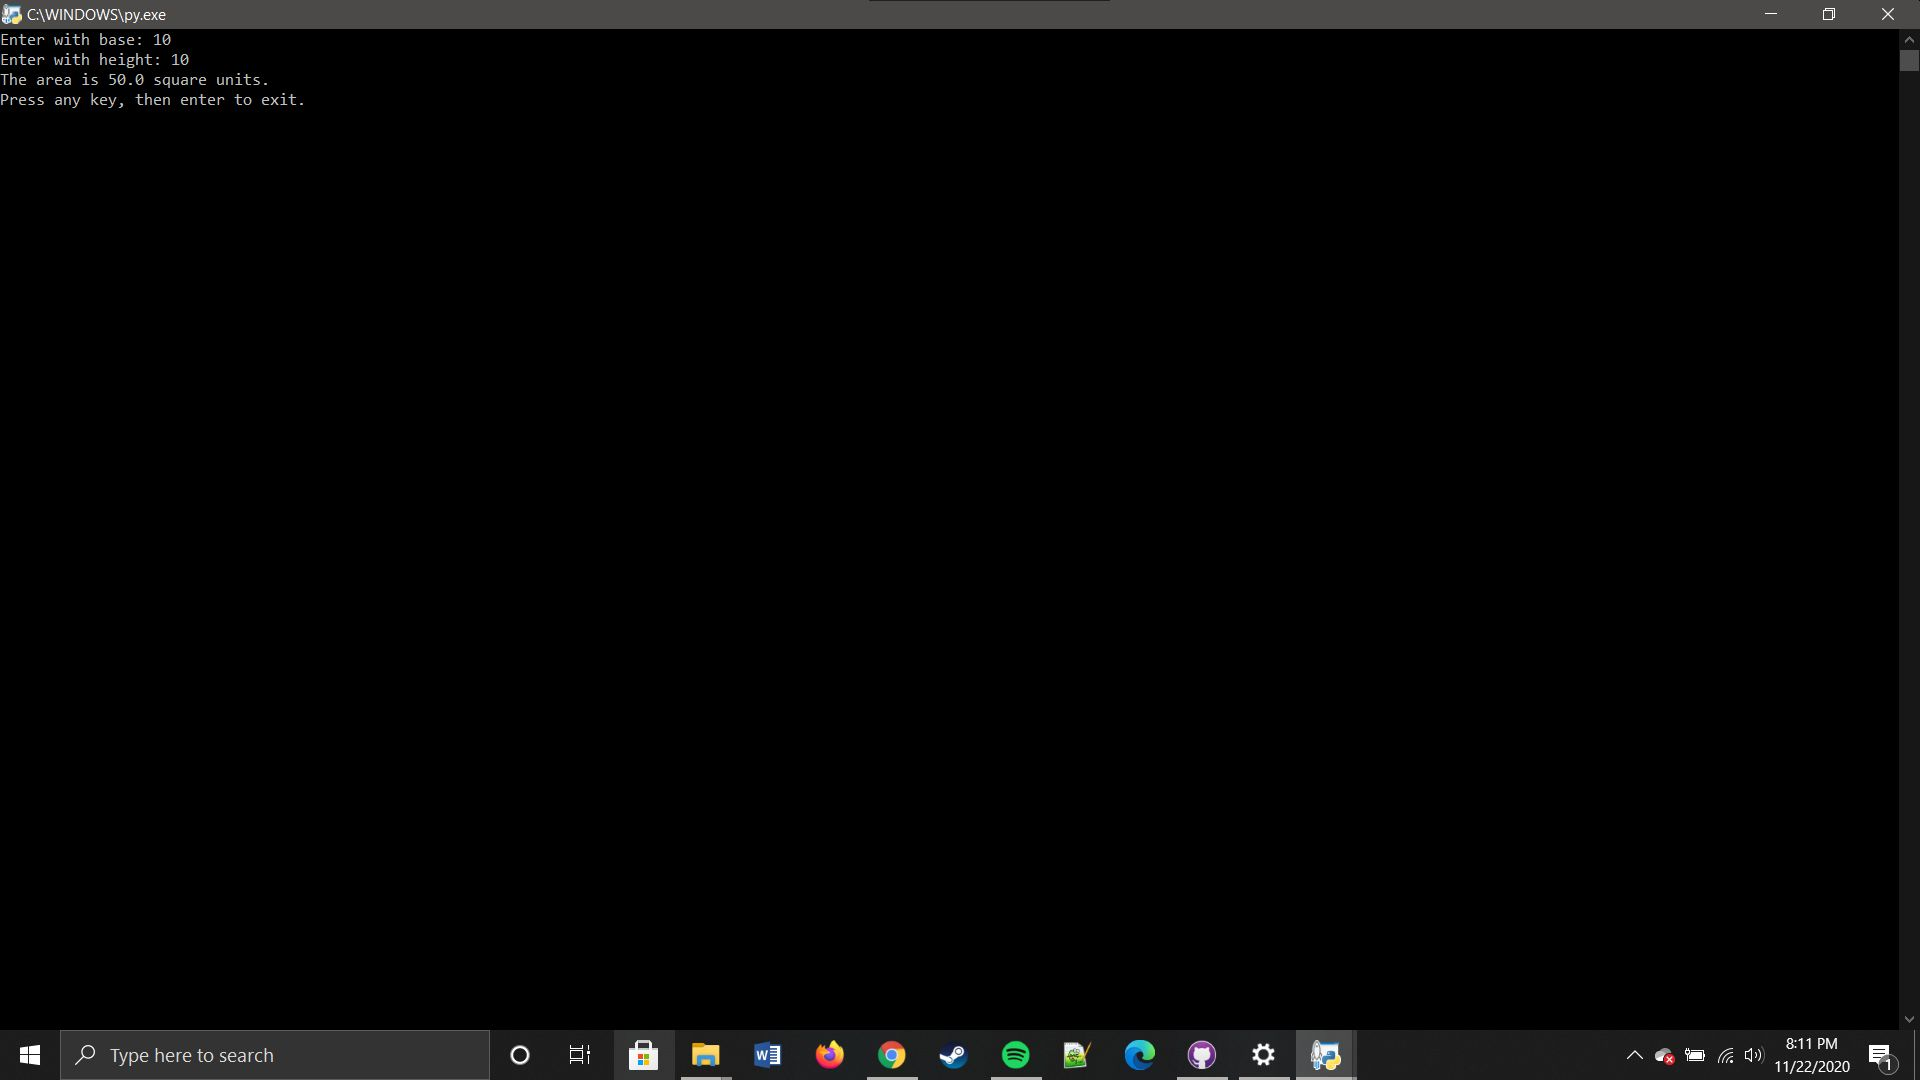 C:\WINDOWS\py.exe
Enter with base: 10
Enter with height: 10
The area is 50.0 square units.
Press any key, then enter to exit.
Type here to search
8:11 PM
11/22/2020
1